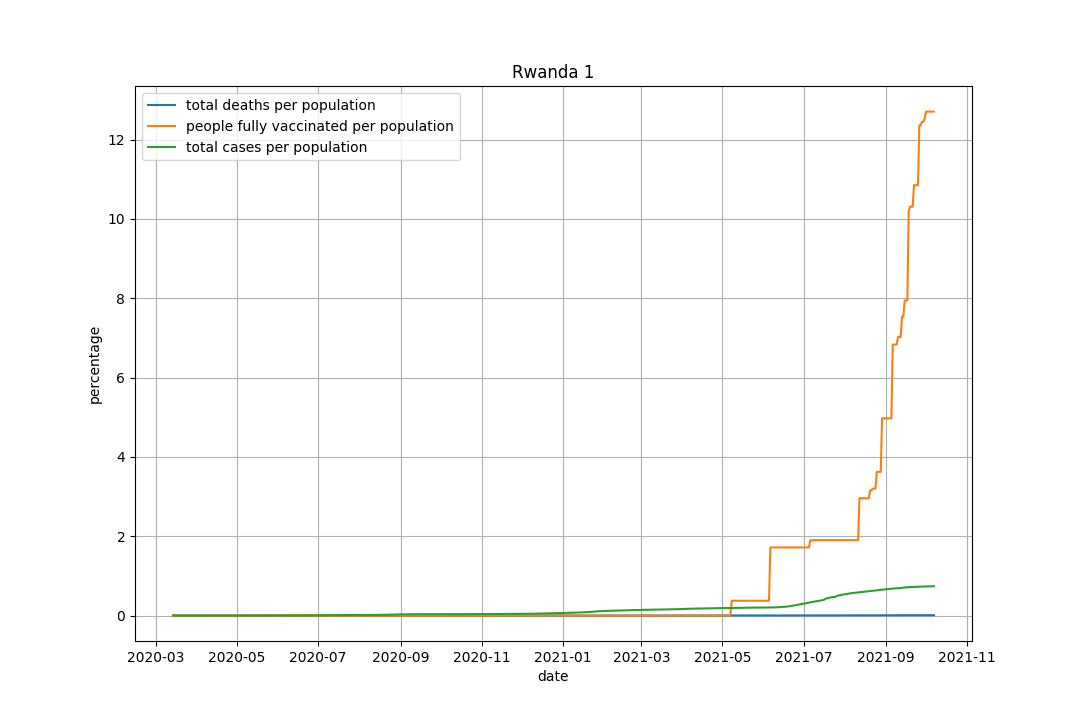 Rwanda 1
total deaths per population
people fully vaccinated per population
total cases per population
12
10
8
6
4
2
0
percentage
2020-03 2020-05 2020-07 2020-09 2020-11 2021-01 2021-03 2021-05 2021-07 2021-09 2021-11
date